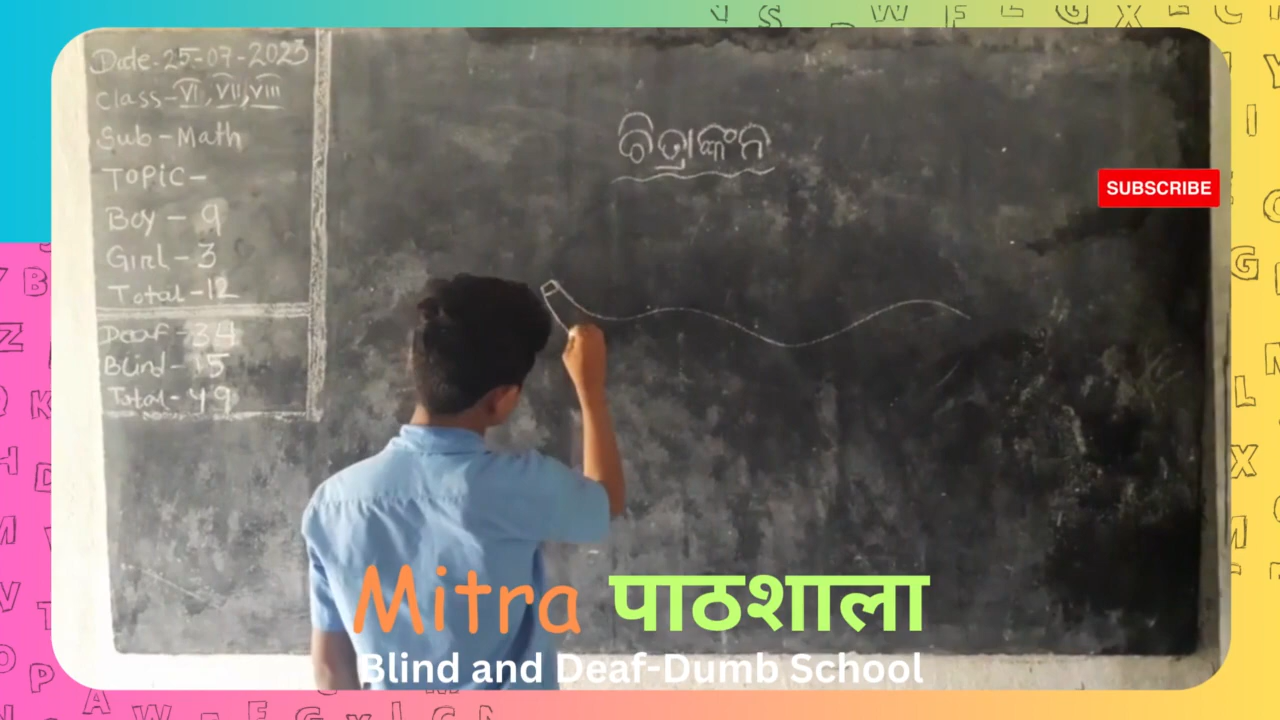 Date-25-07-2023
Class-VI,VII,VIII
Sub-Math
Topic-
Boy-9
Girl-3
Total-12
Deaf-34
Blind-15
Total-49
ଚିତ୍ରାଙ୍କନ
SUBSCRIBE
Mitra पाठशाला
Blind and Deaf-Dumb School